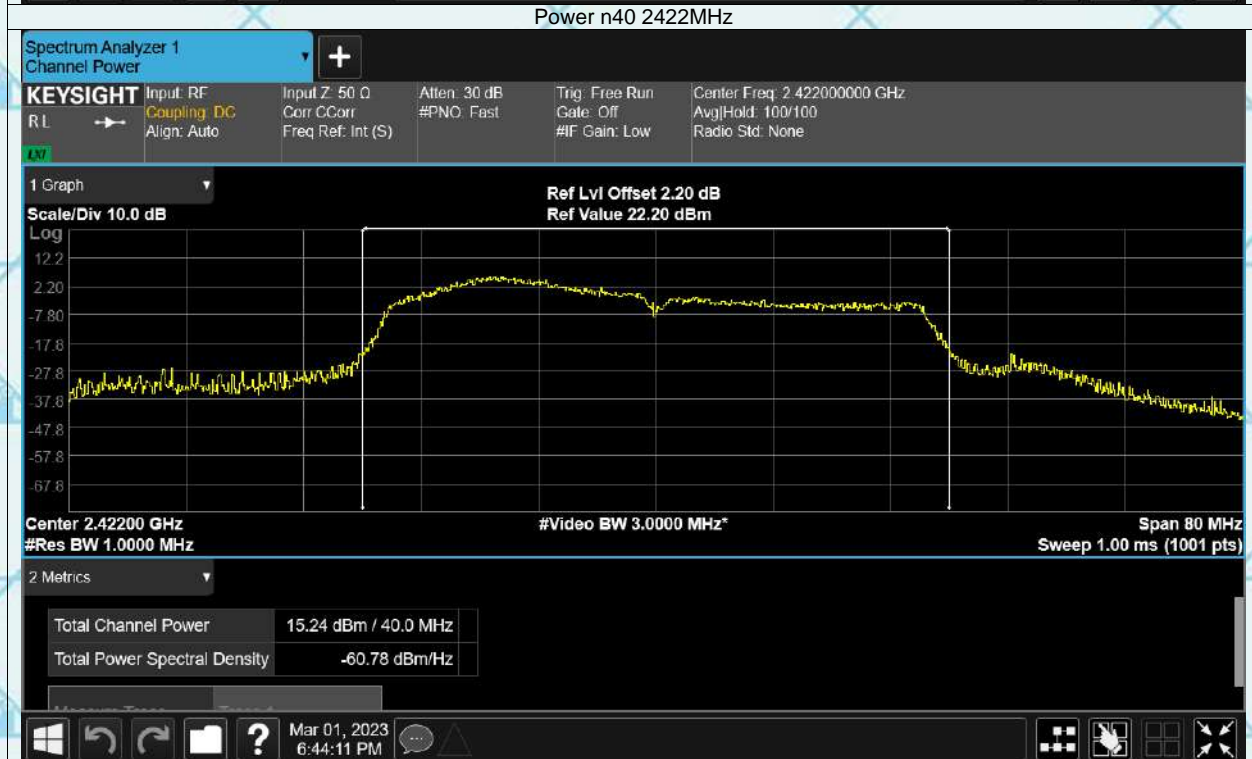 Power n40 2422MHz
Spectrum Analyzer 1
Channel Power
+
KEYSIGHT
RL
LXI
Input: RF
Coupling: DC
Align: Auto
Input Z: 50 Ω
Corr CCorr
Freq Ref: Int (S)
Atten: 30 dB
#PNO: Fast
Trig: Free Run
Gate: Off
#IF Gain: Low
Center Freq: 2.422000000 GHz
Avg|Hold: 100/100
Radio Std: None
1 Graph
Scale/Div 10.0 dB
Ref Lvl Offset 2.20 dB
Ref Value 22.20 dBm
Log
12.2
2.20
-7.80
-17.8
-27.8
-37.8
-47.8
-57.8
-67.8
Center 2.42200 GHz
#Video BW 3.0000 MHz*
Span 80 MHz
#Res BW 1.0000 MHz
Sweep 1.00 ms (1001 pts)
2 Metrics
Total Channel Power 15.24 dBm / 40.0 MHz
Total Power Spectral Density -60.78 dBm/Hz
?
Mar 01, 2023
6:44:11 PM